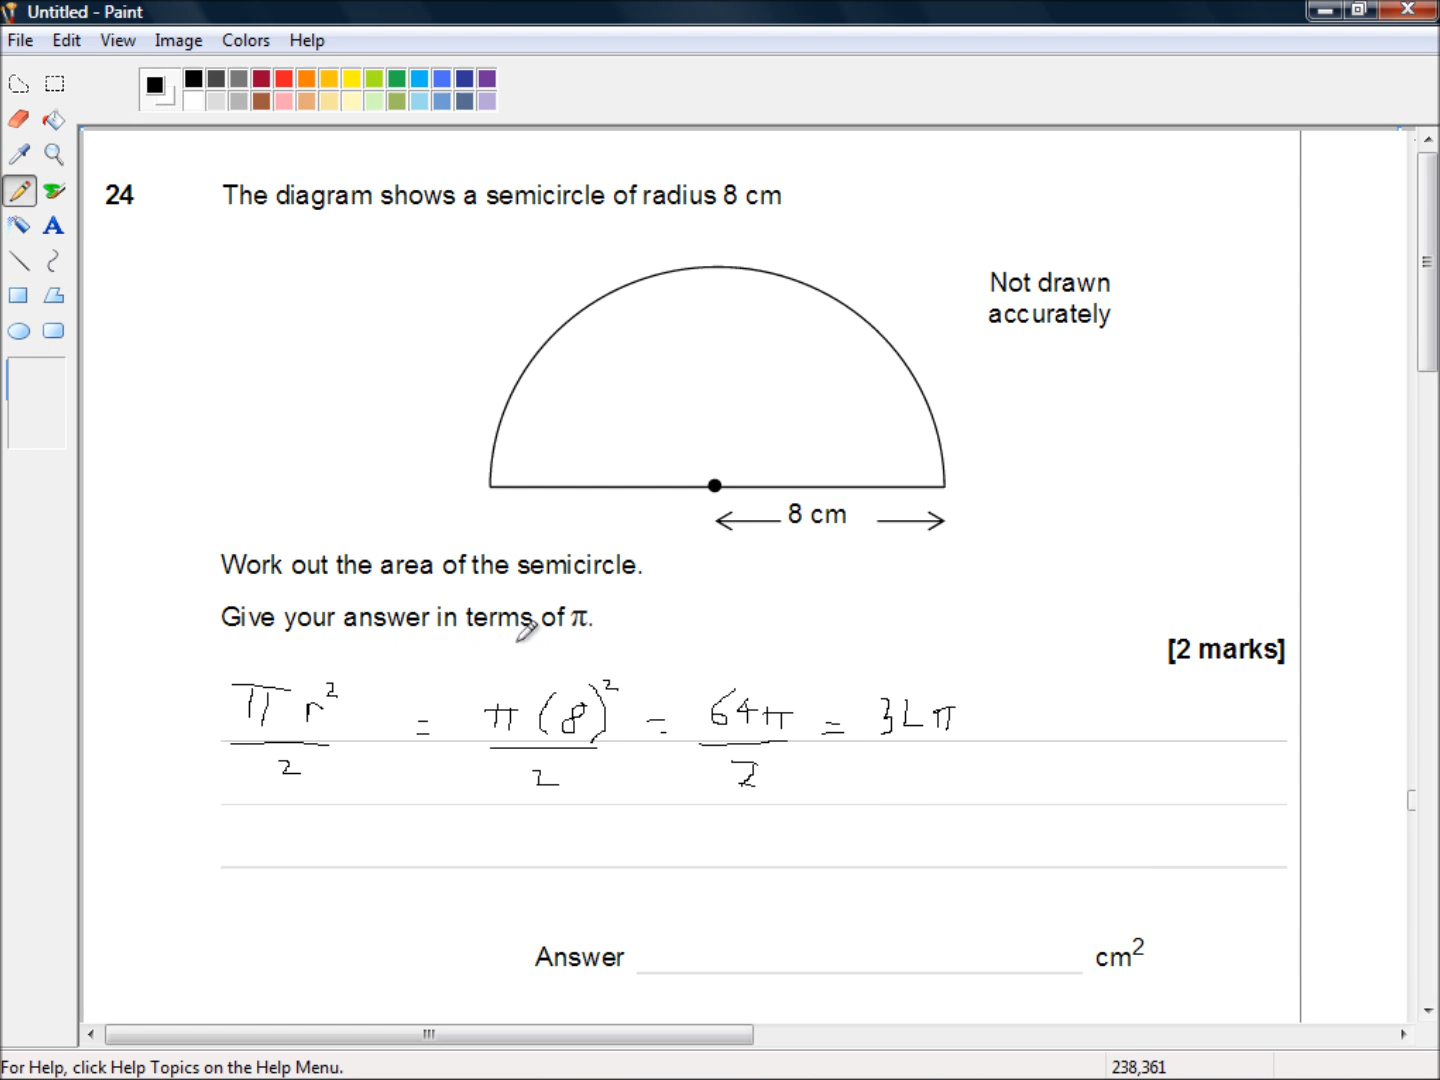 Untitled - Paint
File Edit View Image Colors Help
24 The diagram shows a semicircle of radius 8 cm
Not drawn
accurately
8 cm
Work out the area of the semicircle.
Give your answer in terms of π.
[2 marks]
πr²/2 = π(8)²/2 = 64π/2 = 32π
Answer cm²
For Help, click Help Topics on the Help Menu. 238,361